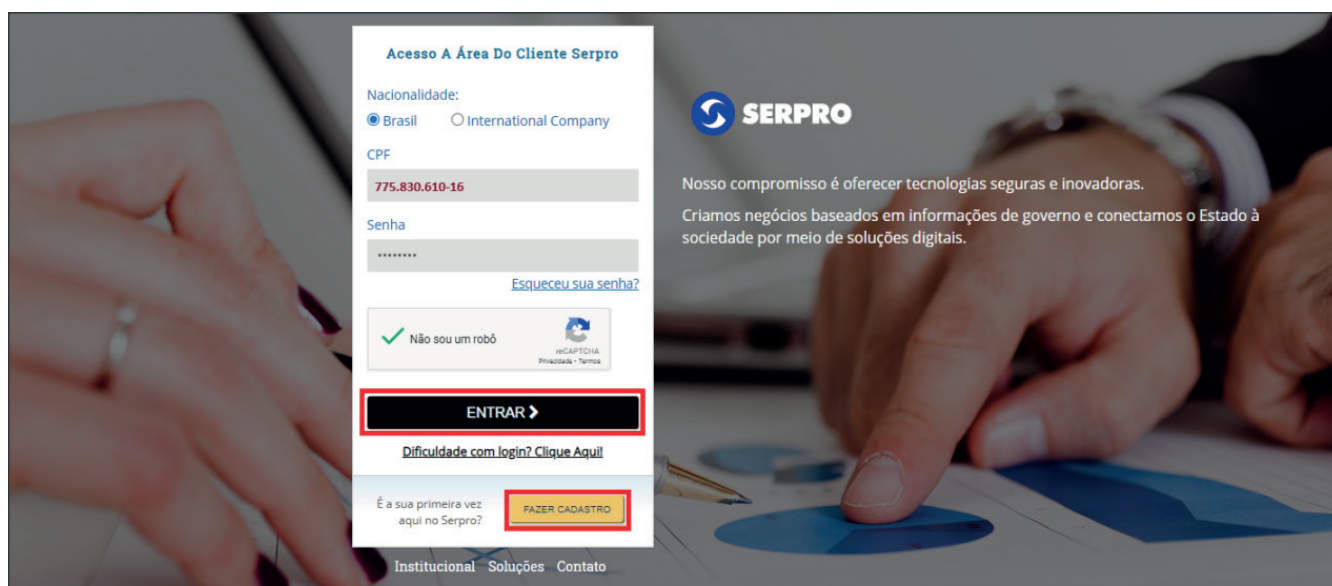 Acesso A Área Do Cliente Serpro
Nacionalidade:
Brasil International Company
CPF
775.830.610-16
Senha
••••••••
Esqueceu sua senha?
Não sou um robô
reCAPTCHA
Privacidade - Termos
ENTRAR
Dificuldade com login? Clique Aqui!
É a sua primeira vez
aqui no Serpro?
FAZER CADASTRO
Institucional Soluções Contato
SERPRO
Nosso compromisso é oferecer tecnologias seguras e inovadoras.
Criamos negócios baseados em informações de governo e conectamos o Estado à
sociedade por meio de soluções digitais.